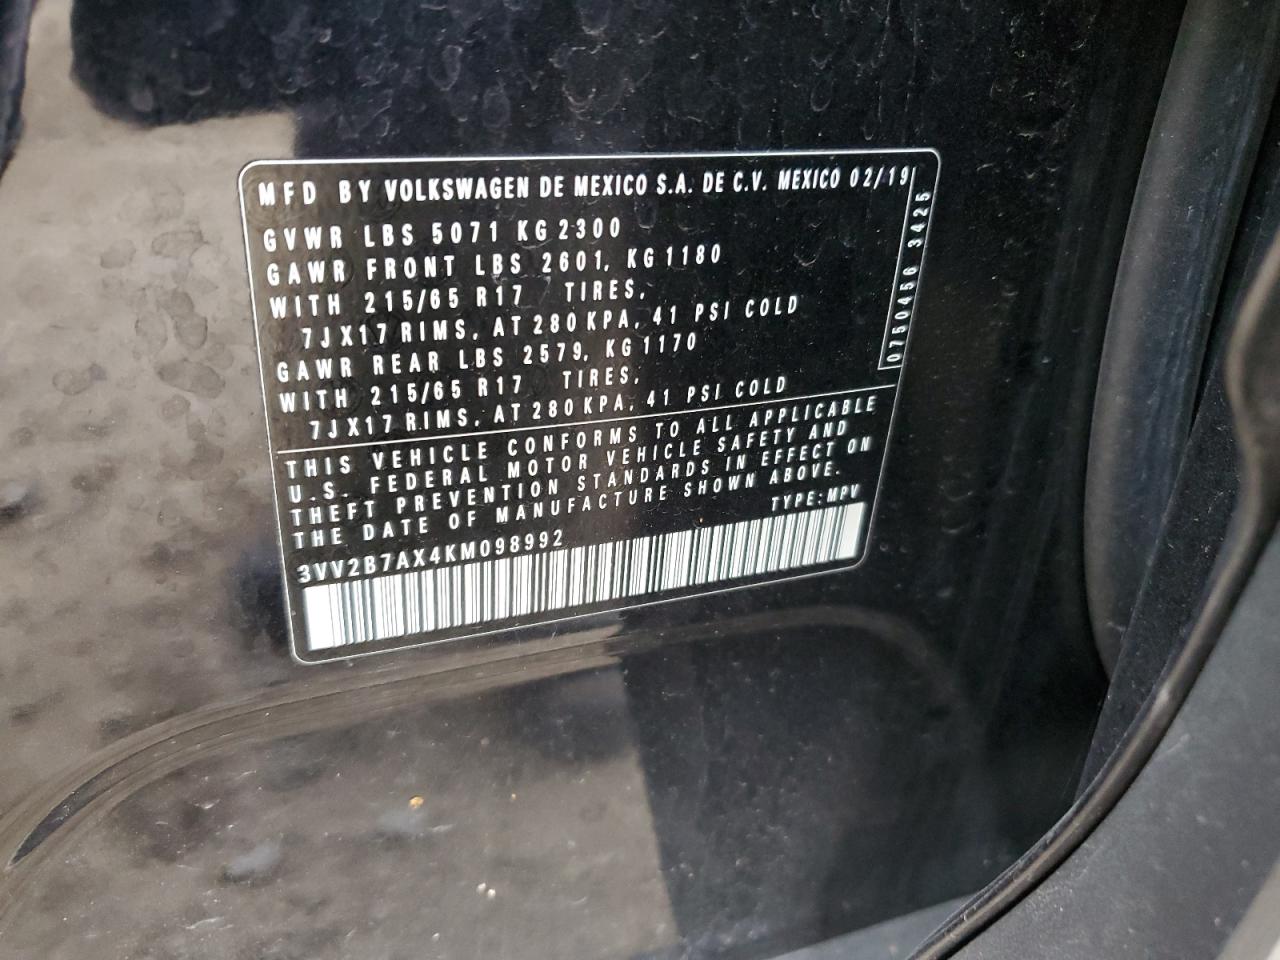 MFD BY VOLKSWAGEN DE MEXICO S.A. DE C.V. MEXICO 02/19
GVWR LBS 5071 KG 2300
GAWR FRONT LBS 2601, KG 1180
WITH 215/65 R17 TIRES,
7JX17 RIMS, AT 280 KPA, 41 PSI COLD
GAWR REAR LBS 2579, KG 1170
WITH 215/65 R17 TIRES,
7JX17 RIMS, AT 280 KPA, 41 PSI COLD
0750456 3425
THIS VEHICLE CONFORMS TO ALL APPLICABLE
U.S. FEDERAL MOTOR VEHICLE SAFETY AND
THEFT PREVENTION STANDARDS IN EFFECT ON
THE DATE OF MANUFACTURE SHOWN ABOVE.
TYPE: MPV
3VV2B7AX4KM098992